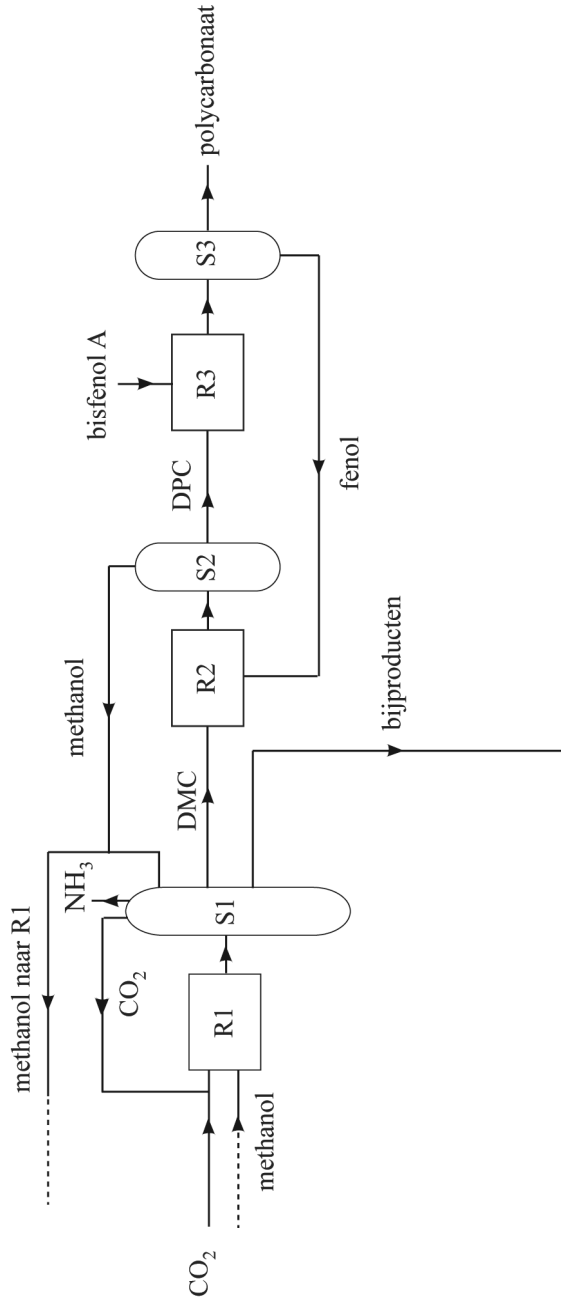 CO₂
methanol
methanol naar R1
CO₂
R1
NH₃
S1
DMC
bijproducten
methanol
R2
S2
DPC
fenol
bisfenol A
R3
S3
polycarbonaat